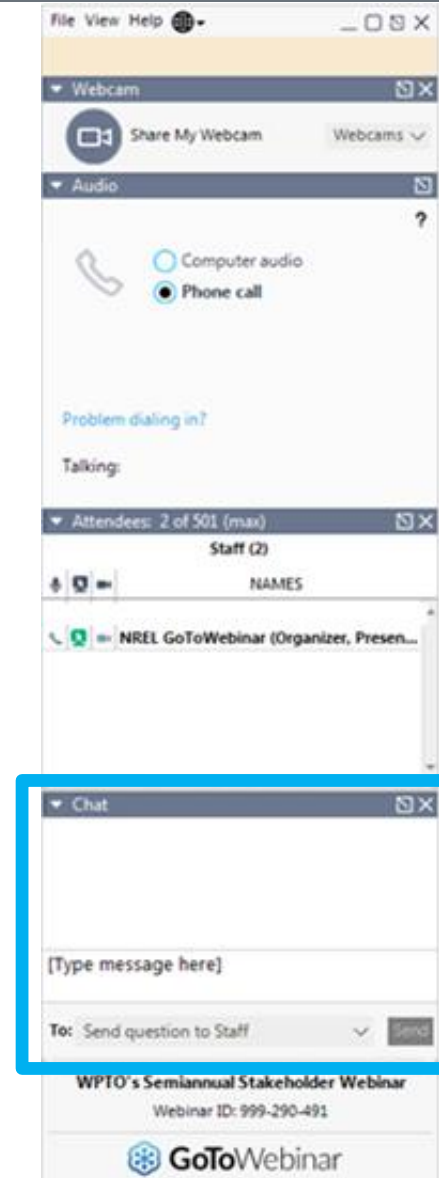 File View Help
Webcam
Share My Webcam Webcams
Audio
?
Computer audio
Phone call
Problem dialing in?
Talking:
Attendees: 2 of 501 (max)
Staff (2)
NAMES
NREL GoToWebinar (Organizer, Presen...
Chat
[Type message here]
To: Send question to Staff Send
WPTO's Semiannual Stakeholder Webinar
Webinar ID: 999-290-491
GoToWebinar